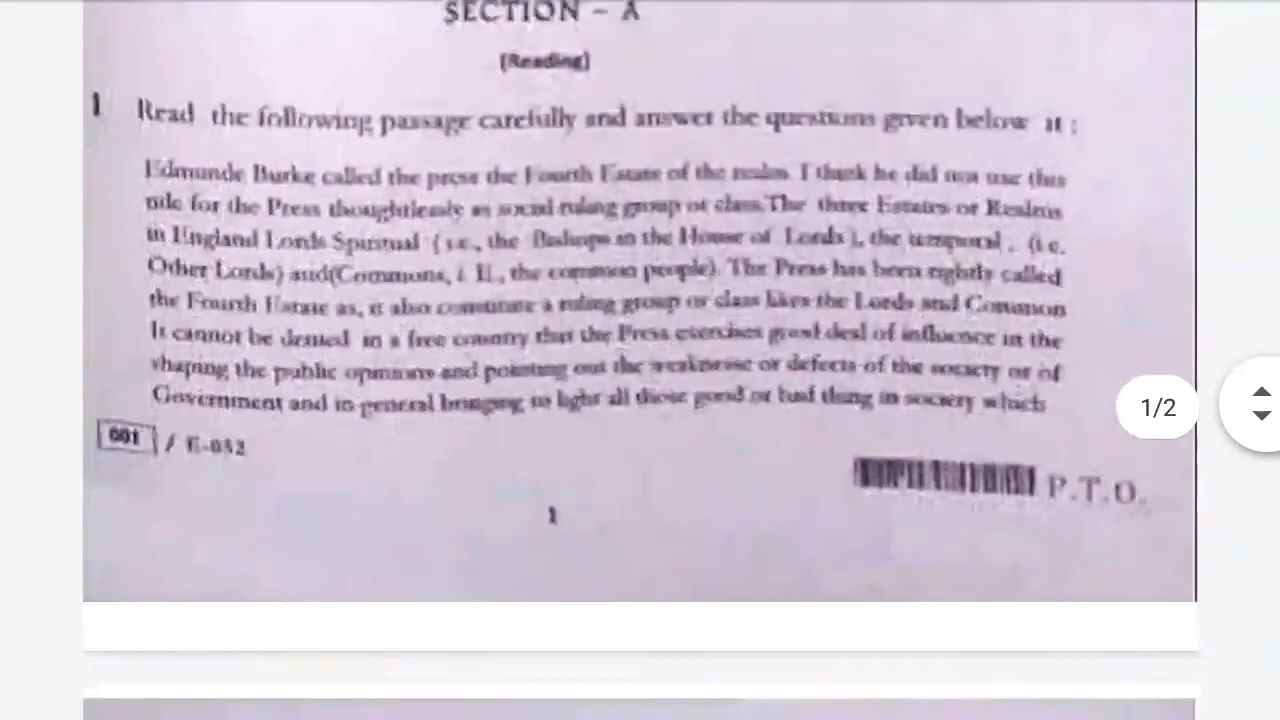 SECTION - A
(Reading)
1 Read the following passage carefully and answer the questions given below it :
Edmunde Burke called the press the Fourth Estate of the realm. I think he did not use this
title for the Press thoughtlessly as social ruling group or class.The three Estates or Realms
in England Lords Spiritual ( i.e., the Bishops in the House of Lords ), the temporal , (i.e.
Other Lords) and(Commons, i. E., the common people). The Press has been rightly called
the Fourth Estate as, it also constitute a ruling group or class likes the Lords and Common
It cannot be denied in a free country that the Press exercises great deal of influence in the
shaping the public opinions and pointing out the weakness or defects of the society or of
Government and in general bringing to light all those good or bad thing in society which
001 / E-052
P.T.O.
1
1/2